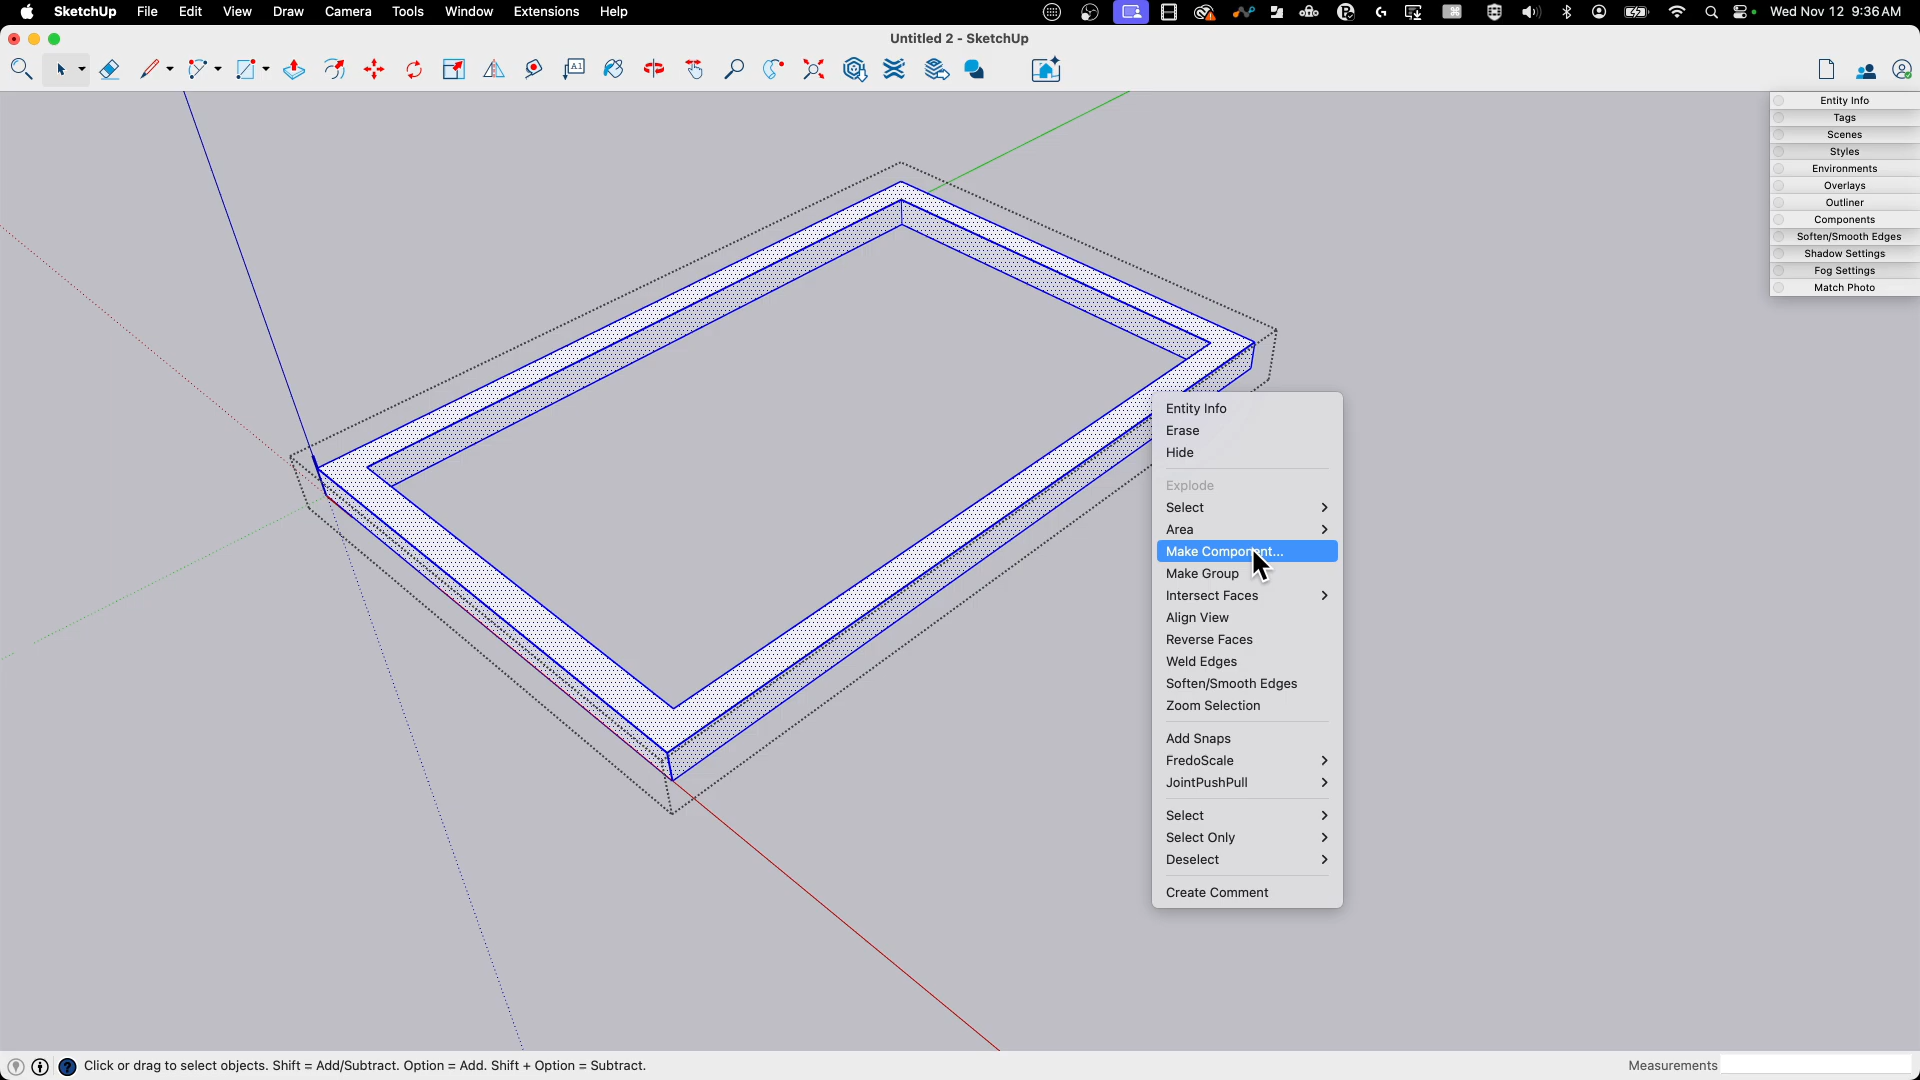 SketchUp File Edit View Draw Camera Tools Window Extensions Help Wed Nov 12 9:36 AM
Untitled 2 - SketchUp
A1
Entity Info
Tags
Scenes
Styles
Environments
Overlays
Outliner
Components
Soften/Smooth Edges
Shadow Settings
Fog Settings
Match Photo
Entity Info
Erase
Hide
Explode
Select
Area
Make Component...
Make Group
Intersect Faces
Align View
Reverse Faces
Weld Edges
Soften/Smooth Edges
Zoom Selection
Add Snaps
FredoScale
JointPushPull
Select
Select Only
Deselect
Create Comment
Click or drag to select objects. Shift = Add/Subtract. Option = Add. Shift + Option = Subtract. Measurements